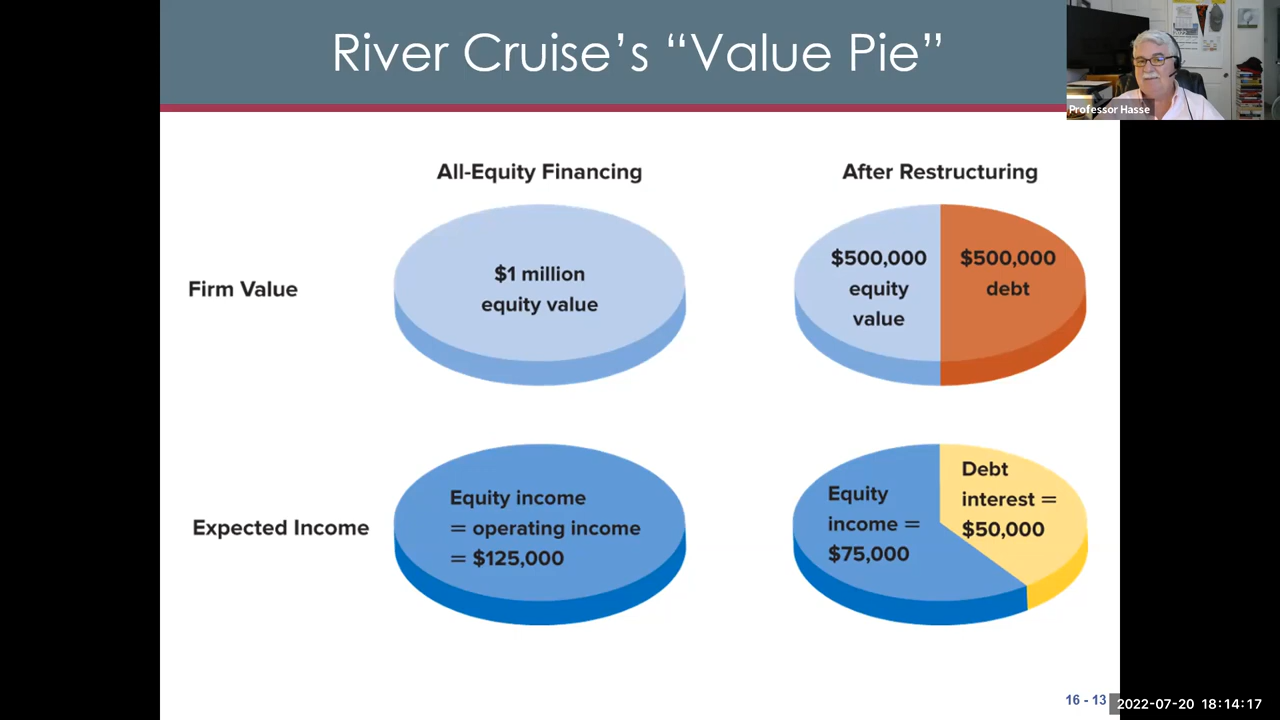 River Cruise’s “Value Pie”
Professor Hasse
All-Equity Financing
After Restructuring
Firm Value
$1 million
equity value
$500,000
equity
value
$500,000
debt
Expected Income
Equity income
= operating income
= $125,000
Equity
income =
$75,000
Debt
interest =
$50,000
16 - 13
2022-07-20 18:14:17